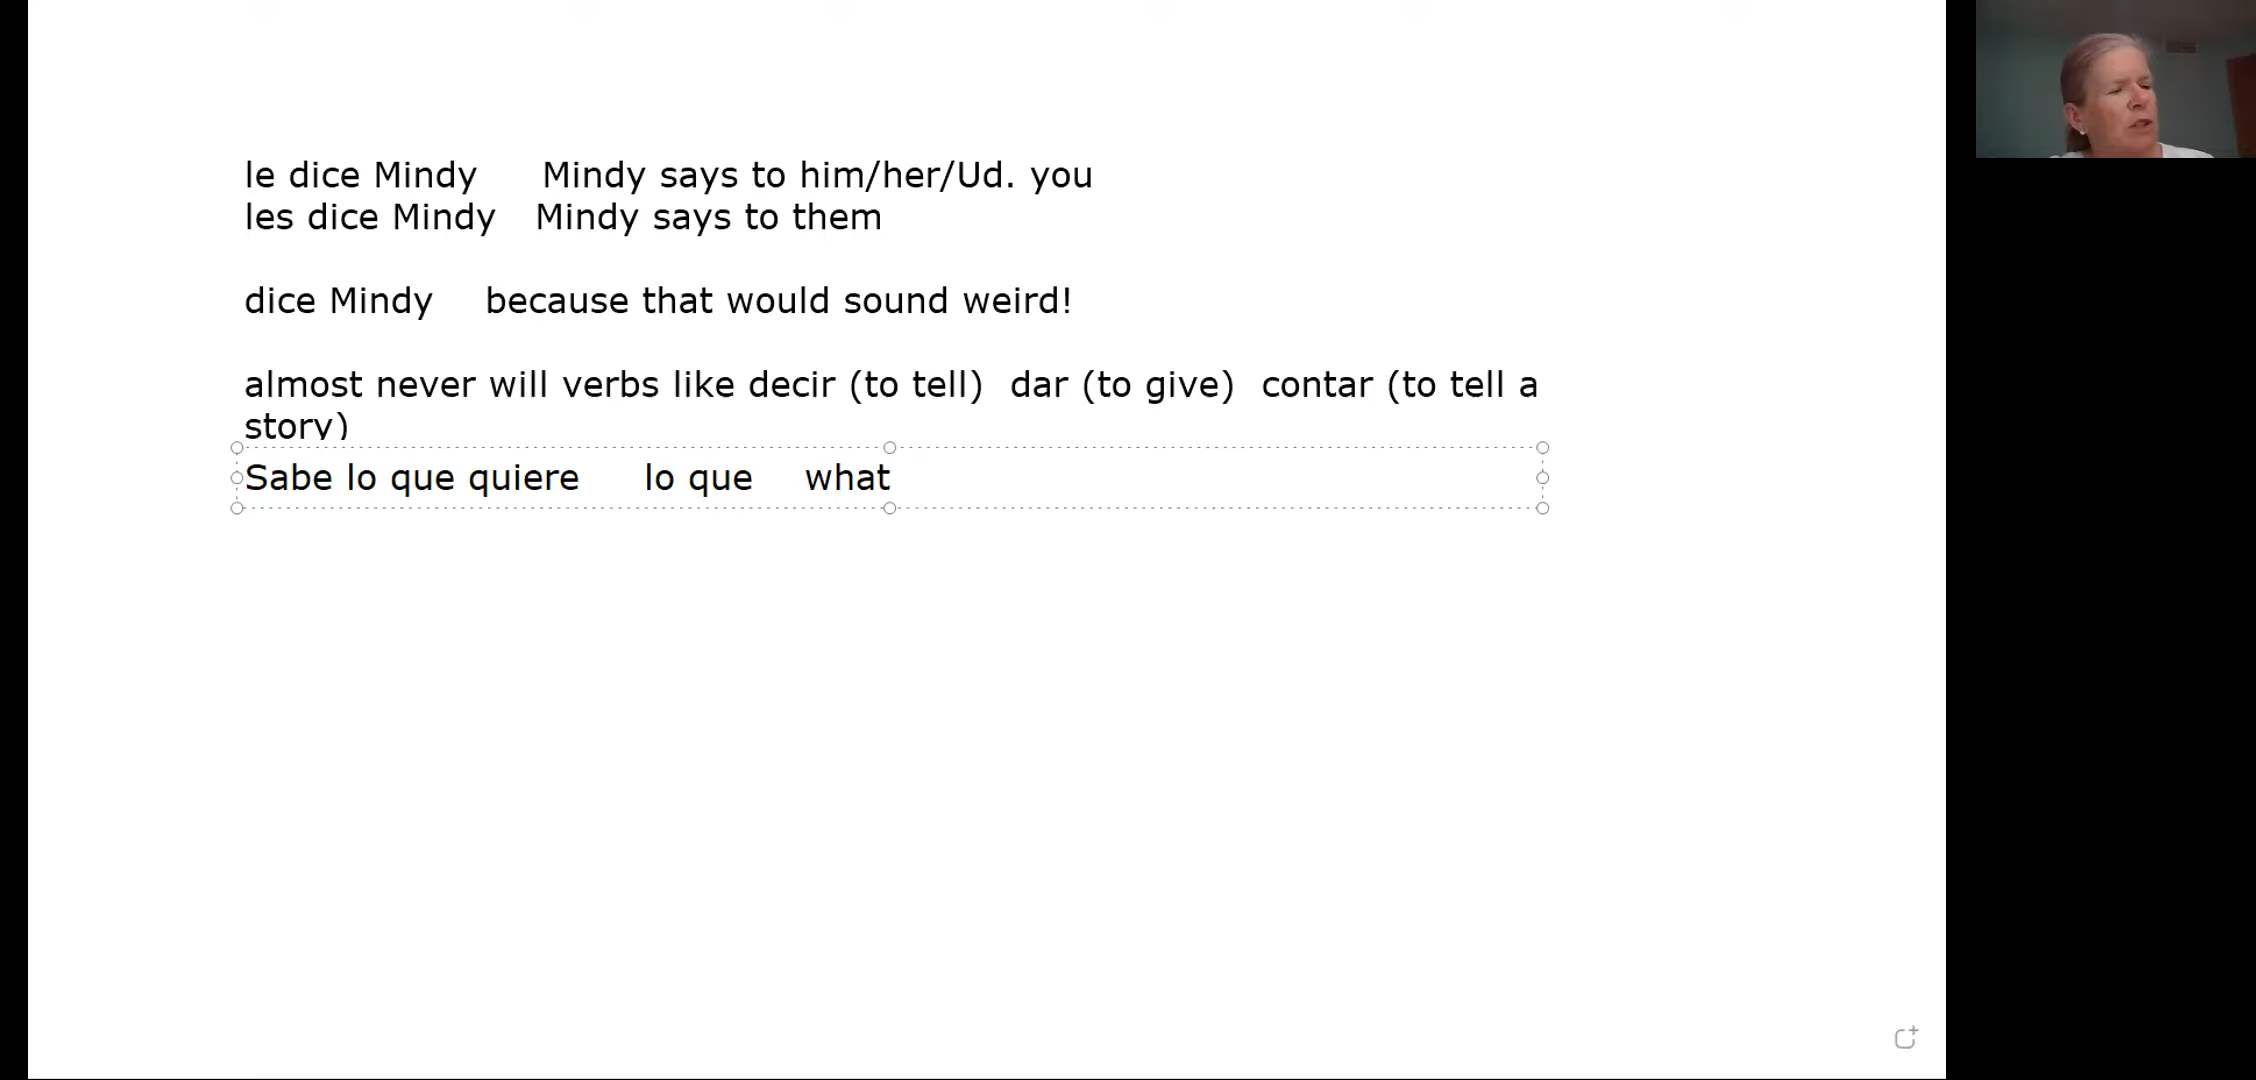 le dice Mindy Mindy says to him/her/Ud. you
les dice Mindy Mindy says to them
dice Mindy because that would sound weird!
almost never will verbs like decir (to tell) dar (to give) contar (to tell a
story)
Sabe lo que quiere lo que what